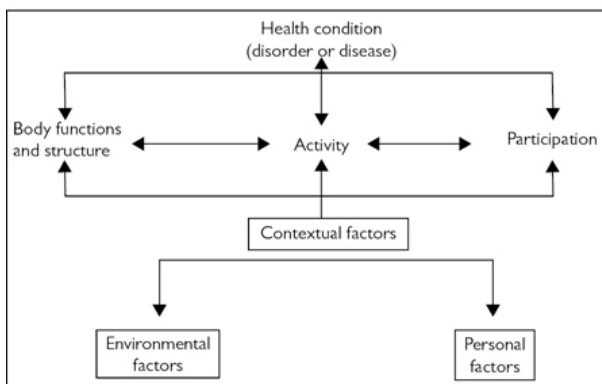 Health condition
(disorder or disease)
Body functions
and structure
Activity
Participation
Contextual factors
Environmental
factors
Personal
factors